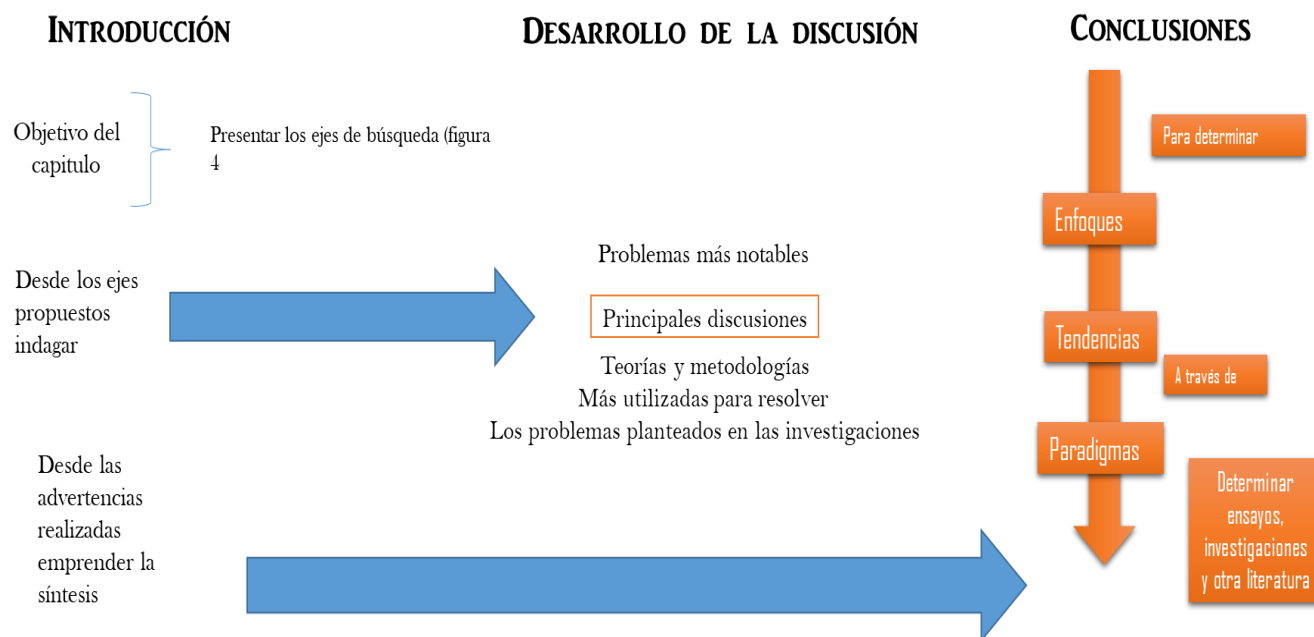 INTRODUCCIÓN
DESARROLLO DE LA DISCUSIÓN
CONCLUSIONES
Objetivo del
capitulo
Presentar los ejes de búsqueda (figura
4
Para determinar
Enfoques
Desde los ejes
propuestos
indagar
Problemas más notables
Principales discusiones
Teorías y metodologías
Más utilizadas para resolver
Los problemas planteados en las investigaciones
Tendencias
A través de
Paradigmas
Desde las
advertencias
realizadas
emprender la
síntesis
Determinar
ensayos,
investigaciones
y otra literatura